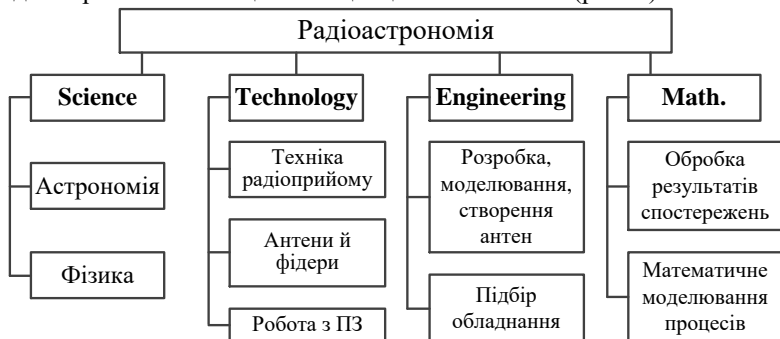 Радіоастрономія
Science
Technology
Engineering
Math.
Астрономія
Фізика
Техніка
радіоприйому
Антени й
фідери
Робота з ПЗ
Розробка,
моделювання,
створення
антен
Підбір
обладнання
Обробка
результатів
спостережень
Математичне
моделювання
процесів